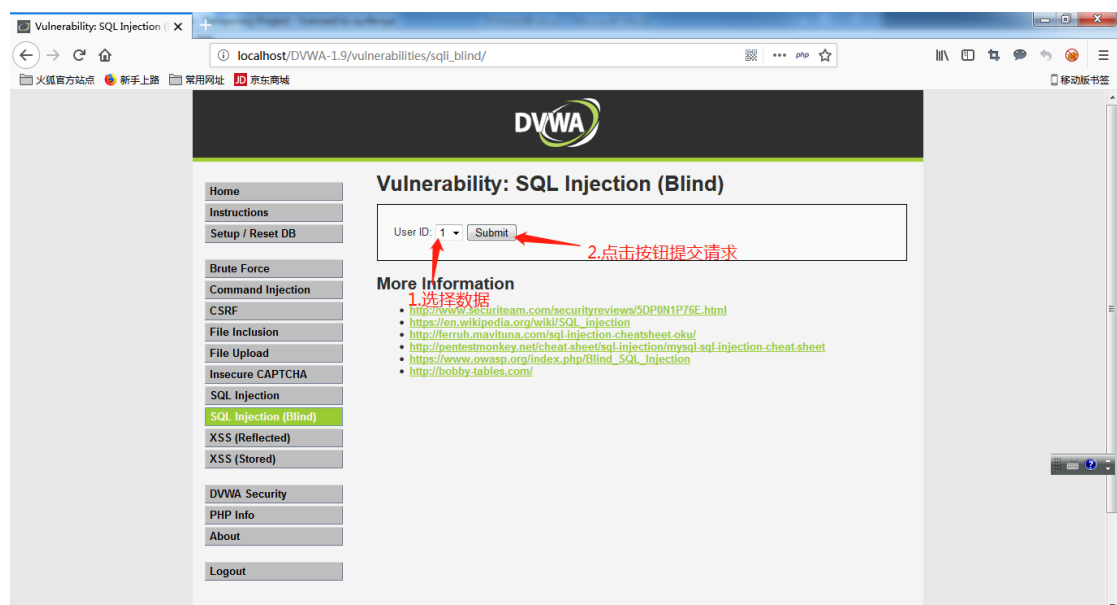 Vulnerability: SQL Injection (
localhost/DVWA-1.9/vulnerabilities/sqli_blind/
php
火狐官方站点 新手上路 常用网址 JD 京东商城 移动版书签
DVWA
Home
Instructions
Setup / Reset DB
Brute Force
Command Injection
CSRF
File Inclusion
File Upload
Insecure CAPTCHA
SQL Injection
SQL Injection (Blind)
XSS (Reflected)
XSS (Stored)
DVWA Security
PHP Info
About
Logout
Vulnerability: SQL Injection (Blind)
User ID: 1 Submit
2.点击按钮提交请求
More Information
1.选择数据
http://www.securiteam.com/securityreviews/5DP0N1P76E.html
https://en.wikipedia.org/wiki/SQL_injection
http://ferruh.mavituna.com/sql-injection-cheatsheet-oku/
http://pentestmonkey.net/cheat-sheet/sql-injection/mysql-sql-injection-cheat-sheet
https://www.owasp.org/index.php/Blind_SQL_Injection
http://bobby-tables.com/